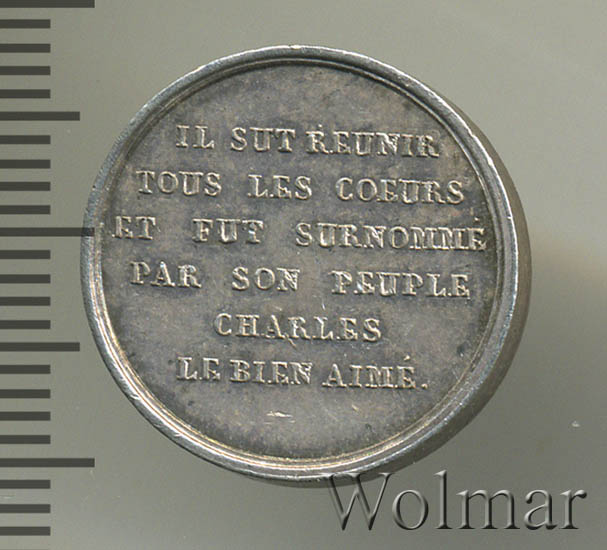 IL SUT REUNIR
TOUS LES COEURS
ET FUT SURNOMMÉ
PAR SON PEUPLE
CHARLES
LE BIEN AIMÉ.
Wolmar